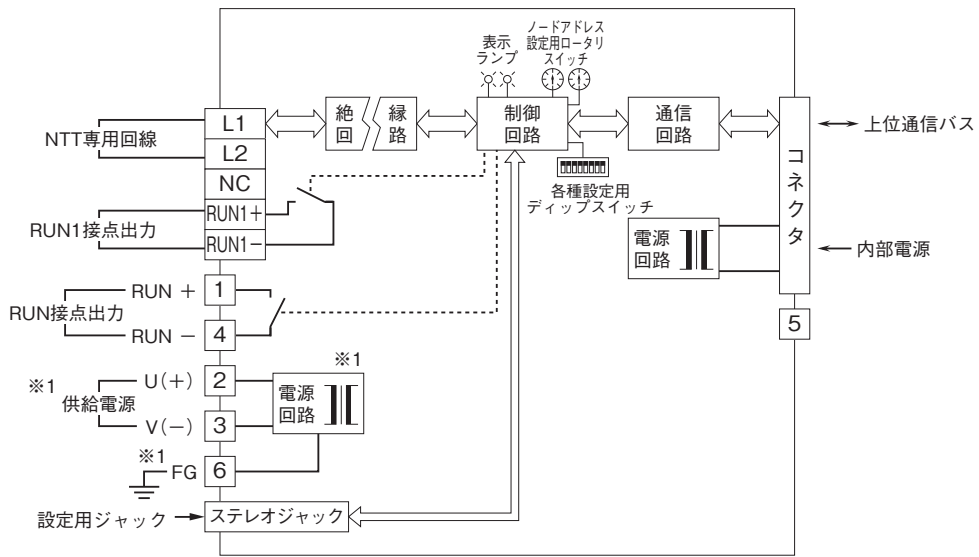 ノードアドレス
設定用ロータリ
スイッチ
表示
ランプ
L1
L2
NC
RUN1+
RUN1−
NTT専用回線
RUN1接点出力
絶 縁
回 路
制御
回路
通信
回路
コネクタ
上位通信バス
各種設定用
ディップスイッチ
電源
回路
内部電源
5
RUN +
1
RUN接点出力
RUN −
4
※1
※1
供給電源
U(+)
2
V(−)
3
電源
回路
※1
FG
6
設定用ジャック
ステレオジャック